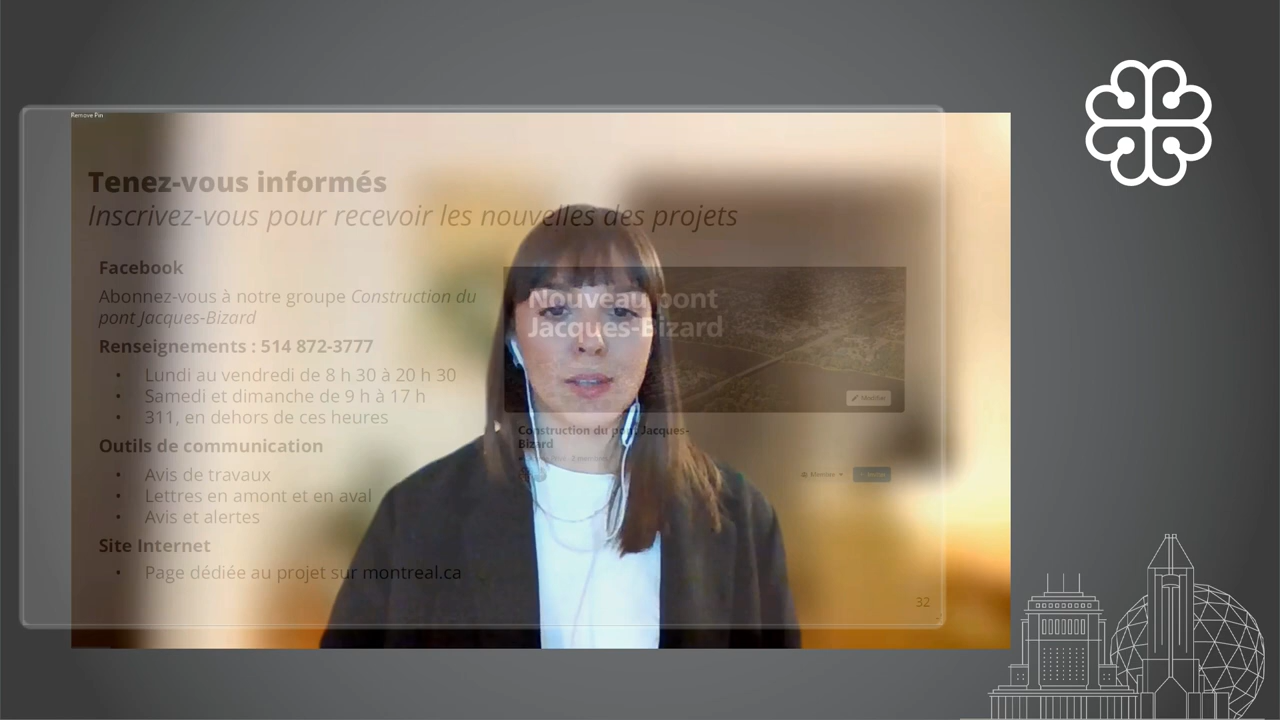 Remove Pin
Tenez-vous informés
Inscrivez-vous pour recevoir les nouvelles des projets
Facebook
Abonnez-vous à notre groupe Construction du
pont Jacques-Bizard
Renseignements : 514 872-3777
• Lundi au vendredi de 8 h 30 à 20 h 30
• Samedi et dimanche de 9 h à 17 h
• 311, en dehors de ces heures
Outils de communication
• Avis de travaux
• Lettres en amont et en aval
• Avis et alertes
Site Internet
• Page dédiée au projet sur montreal.ca
Nouveau pont
Jacques-Bizard
Modifier
Construction du pont Jacques-
Bizard
Membre
32